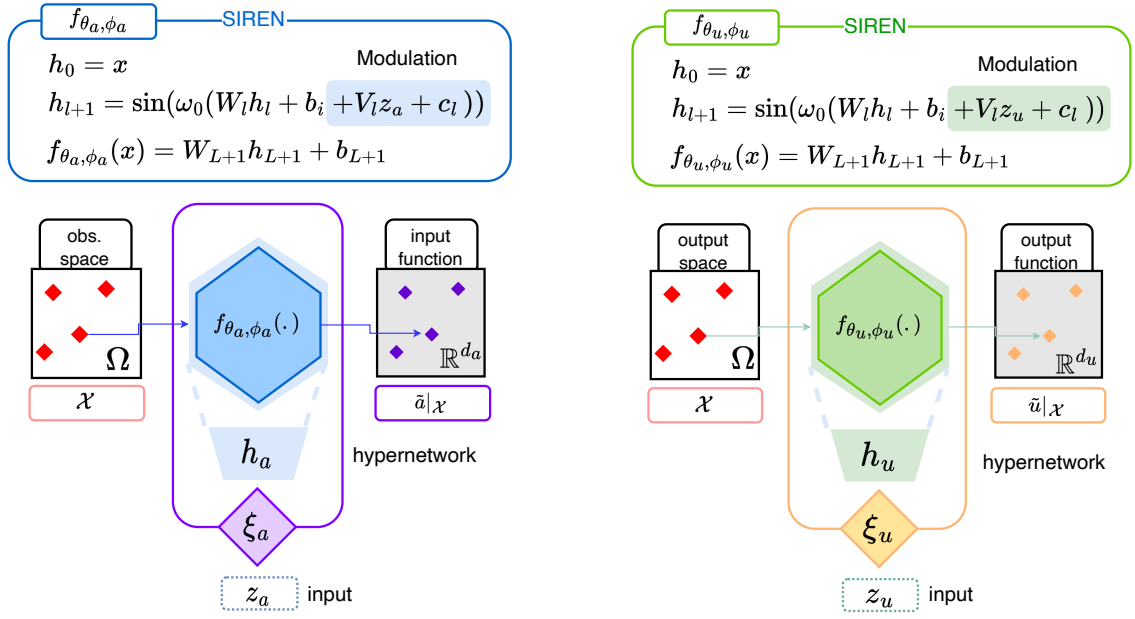 f_{θ_a,ϕ_a}
SIREN
Modulation
h_0 = x
h_{l+1} = sin(ω_0(W_l h_l + b_i +V_l z_a + c_l ))
f_{θ_a,ϕ_a}(x) = W_{L+1}h_{L+1} + b_{L+1}
obs.
space
input
function
f_{θ_a,ϕ_a}(.)
Ω
ℝ^{d_a}
𝒳
ã|_𝒳
h_a
hypernetwork
ξ_a
z_a
input
f_{θ_u,ϕ_u}
SIREN
Modulation
h_0 = x
h_{l+1} = sin(ω_0(W_l h_l + b_i +V_l z_u + c_l ))
f_{θ_u,ϕ_u}(x) = W_{L+1}h_{L+1} + b_{L+1}
output
space
output
function
f_{θ_u,ϕ_u}(.)
Ω
ℝ^{d_u}
𝒳
ũ|_𝒳
h_u
hypernetwork
ξ_u
z_u
input